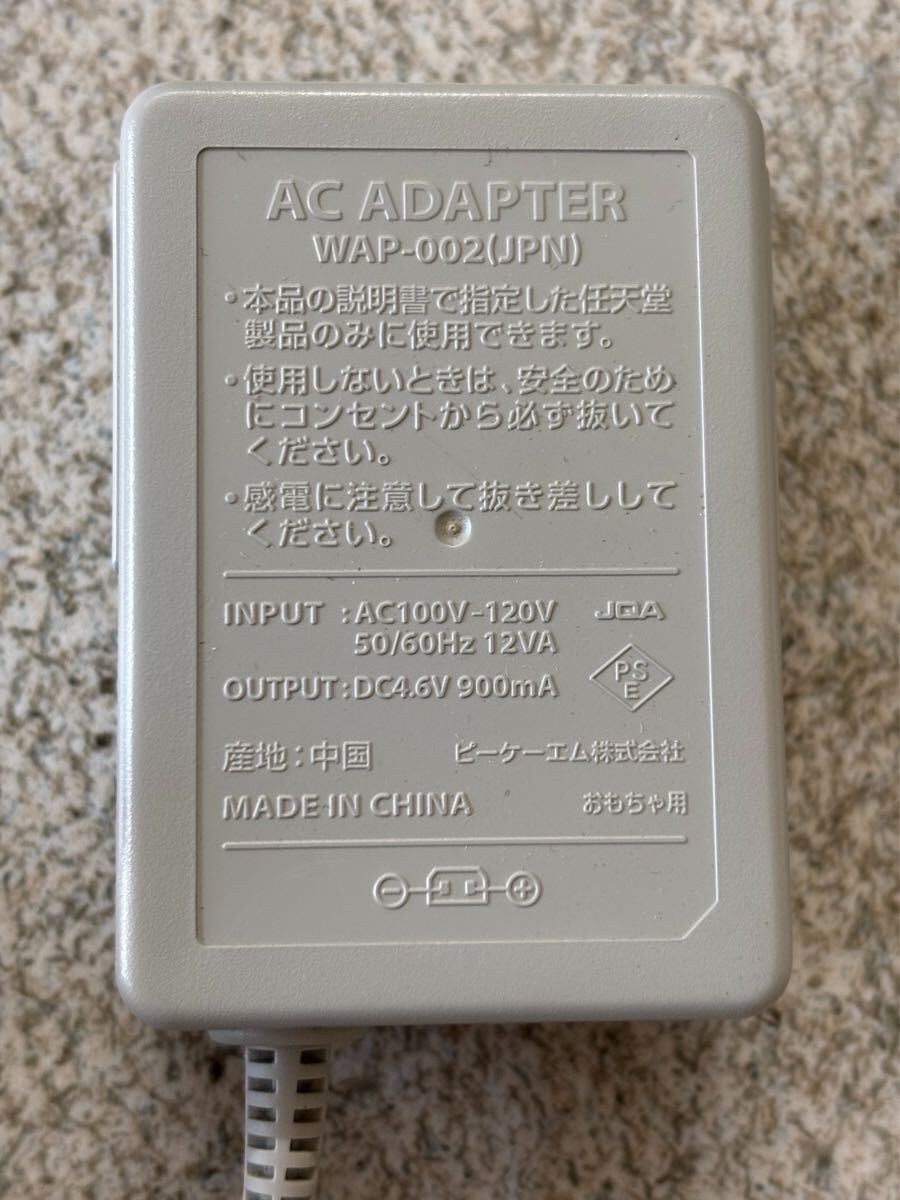 AC ADAPTER
WAP-002(JPN)
・本品の説明書で指定した任天堂
製品のみに使用できます。
・使用しないときは、安全のため
にコンセントから必ず抜いて
ください。
・感電に注意して抜き差しして
ください。
INPUT :AC100V-120V JQA
50/60Hz 12VA
OUTPUT:DC4.6V 900mA PS
E
産地:中国 ピーケーエム株式会社
MADE IN CHINA おもちゃ用
⊖ ⊕